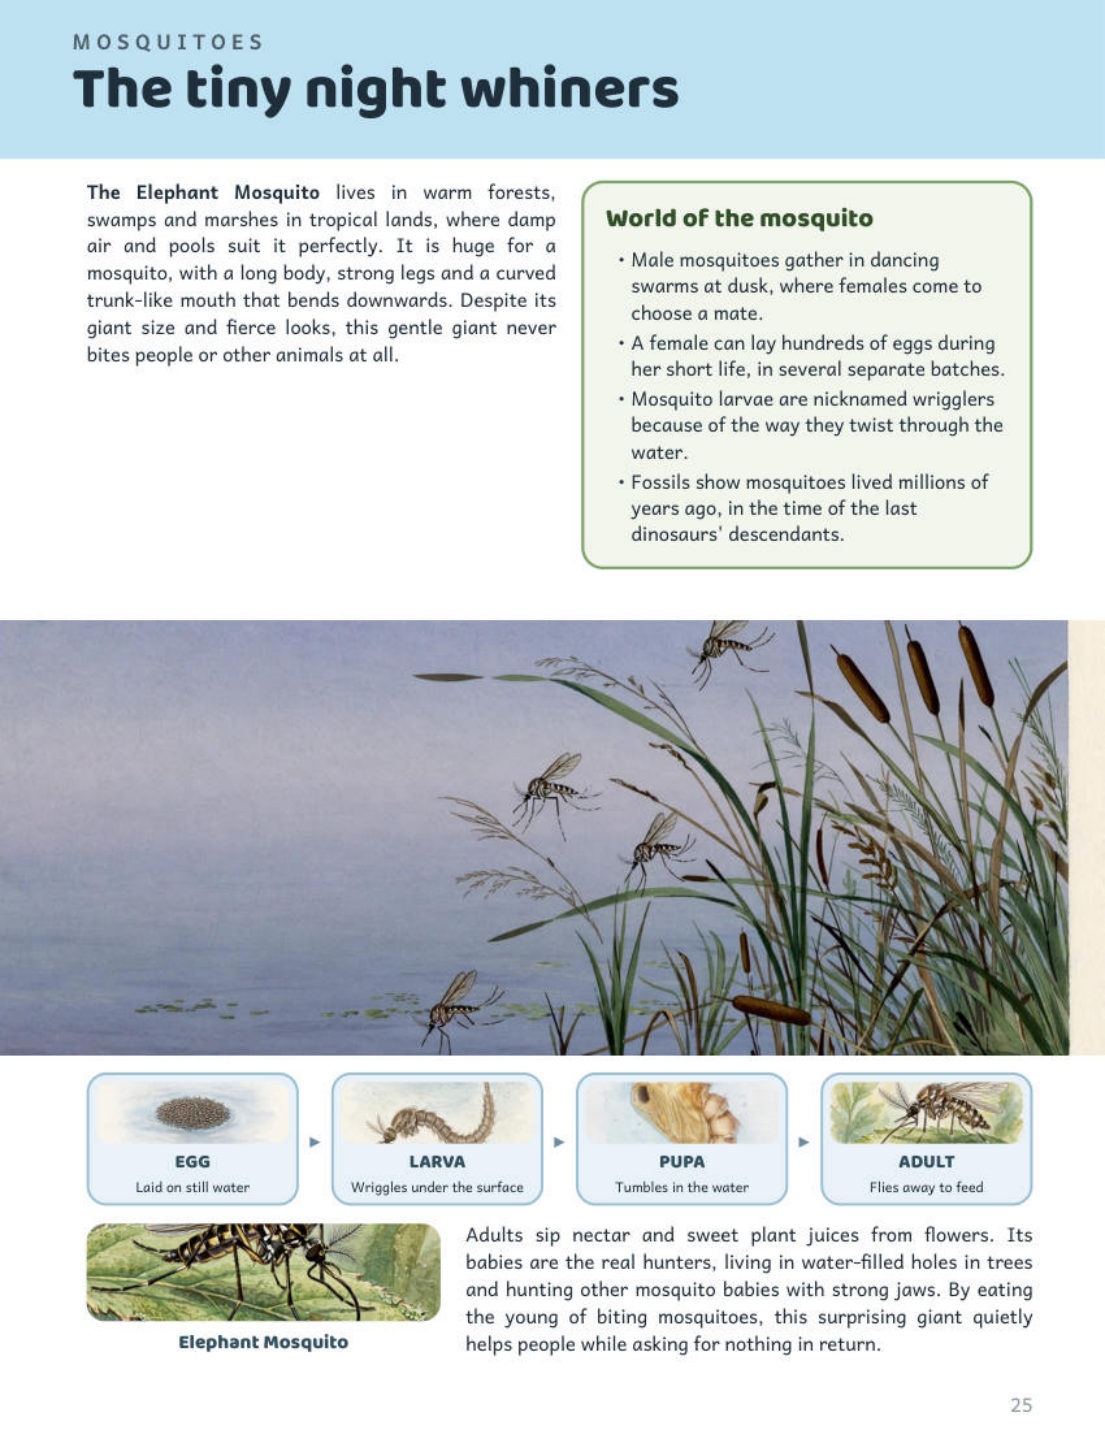 MOSQUITOES
The tiny night whiners
The Elephant Mosquito lives in warm forests,
swamps and marshes in tropical lands, where damp
air and pools suit it perfectly. It is huge for a
mosquito, with a long body, strong legs and a curved
trunk-like mouth that bends downwards. Despite its
giant size and fierce looks, this gentle giant never
bites people or other animals at all.
World of the mosquito
• Male mosquitoes gather in dancing
swarms at dusk, where females come to
choose a mate.
• A female can lay hundreds of eggs during
her short life, in several separate batches.
• Mosquito larvae are nicknamed wrigglers
because of the way they twist through the
water.
• Fossils show mosquitoes lived millions of
years ago, in the time of the last
dinosaurs' descendants.
EGG
Laid on still water
LARVA
Wriggles under the surface
PUPA
Tumbles in the water
ADULT
Flies away to feed
Elephant Mosquito
Adults sip nectar and sweet plant juices from flowers. Its
babies are the real hunters, living in water-filled holes in trees
and hunting other mosquito babies with strong jaws. By eating
the young of biting mosquitoes, this surprising giant quietly
helps people while asking for nothing in return.
25